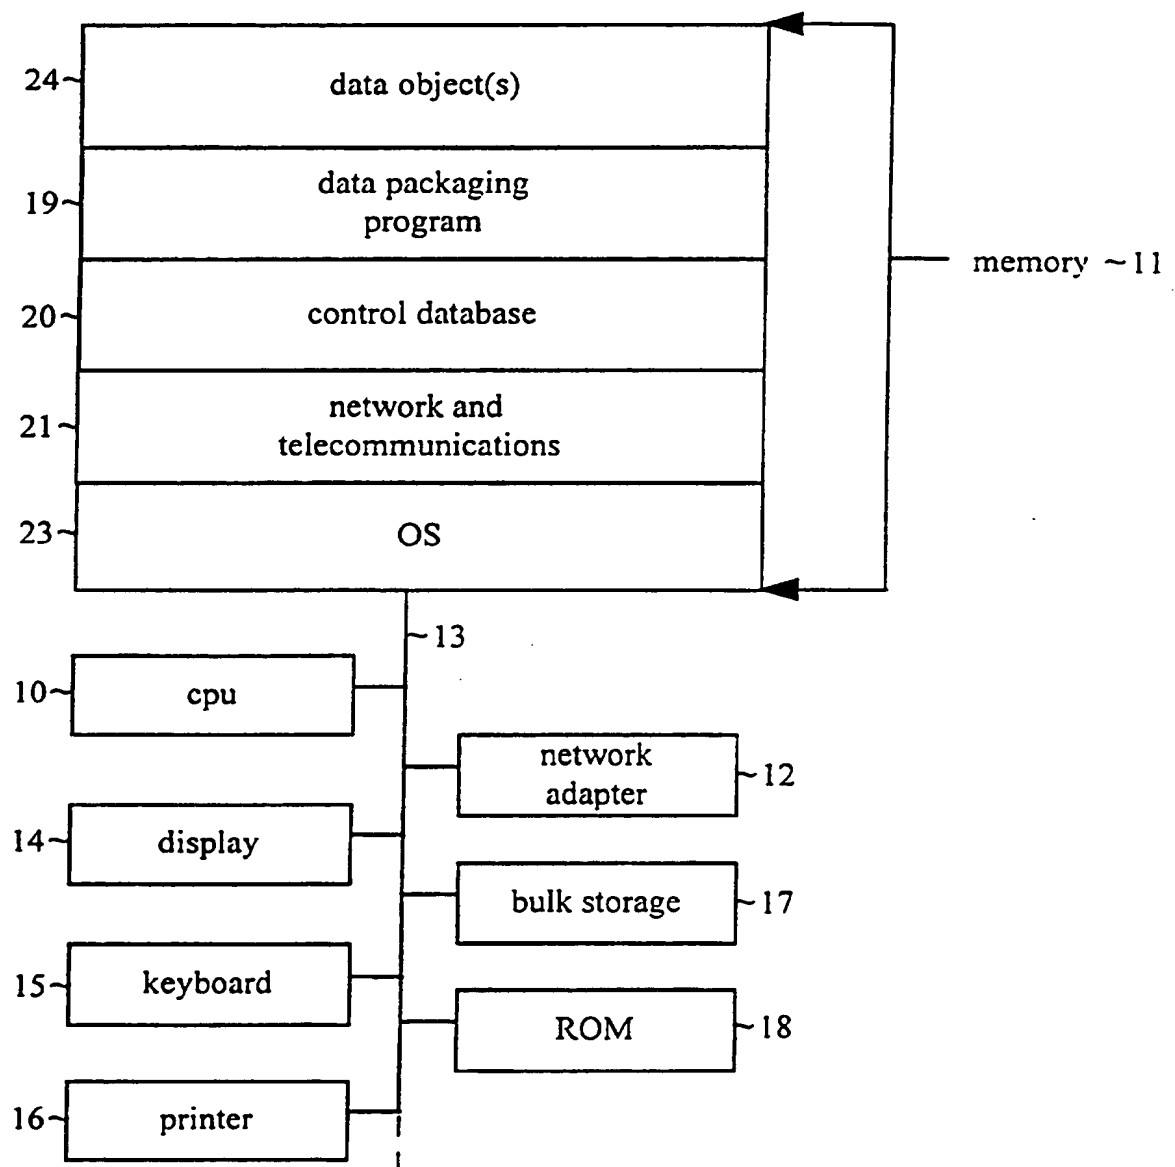 24~ data object(s)
19~ data packaging
program
memory ~11
20~ control database
21~ network and
telecommunications
23~ OS
~13
10~ cpu
network
adapter ~12
14~ display
bulk storage ~17
15~ keyboard
ROM ~18
16~ printer